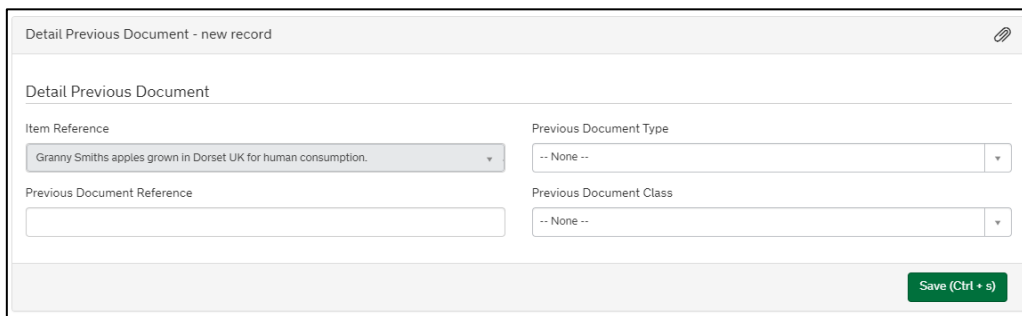 Detail Previous Document - new record
Detail Previous Document
Item Reference
Granny Smiths apples grown in Dorset UK for human consumption.
Previous Document Type
-- None --
Previous Document Reference
Previous Document Class
-- None --
Save (Ctrl + s)